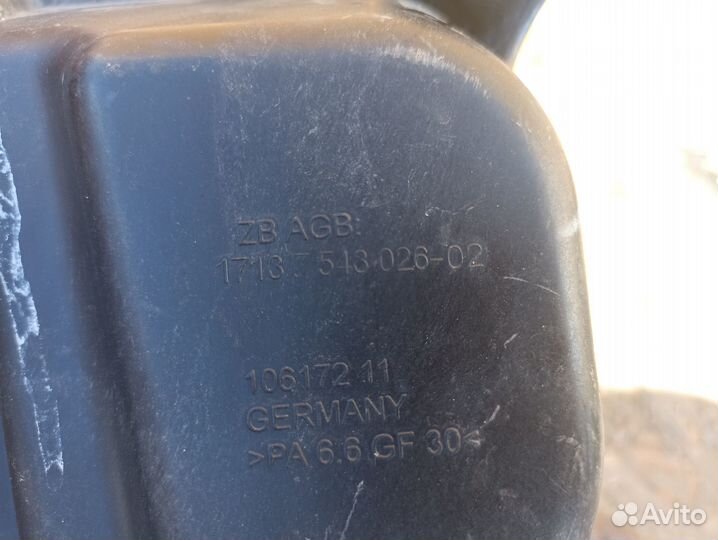 ZB AGB:
1713 7 543 026-02
106172 11
GERMANY
>PA 6.6 GF 30<
Avito